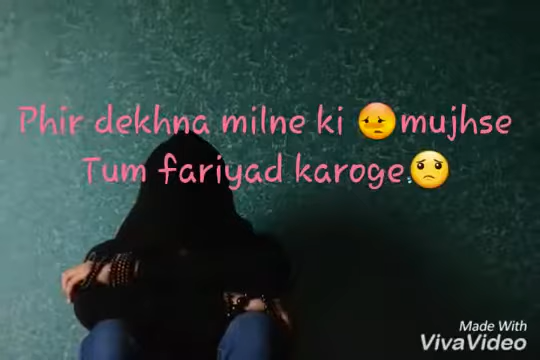 Phir dekhna milne ki 😳mujhse
Tum fariyad karoge.😟
Made With
VivaVideo